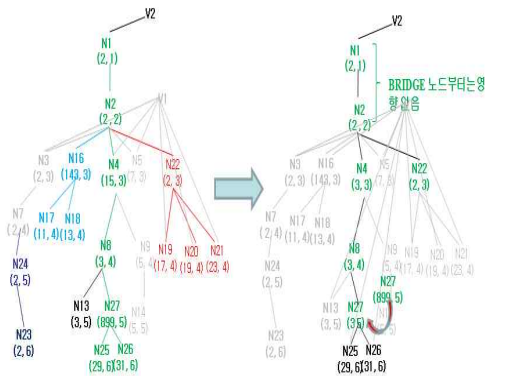 V2
N1
(2,1)
N2
(2,2)
V1
N3
(2,3)
N16
(143,3)
N4
(15,3)
N5
(7,3)
N22
(2,3)
N7
(2,4)
N17
(11,4)
N18
(13,4)
N8
(3,4)
N9
(5,4)
N19
(17,4)
N20
(19,4)
N21
(23,4)
N24
(2,5)
N13
(3,5)
N27
(899,5)
N14
(5,5)
N23
(2,6)
N25
(29,6)
N26
(31,6)
V2
N1
(2,1)
BRIDGE 노드부터는영
향 않음
N2
(2,2)
N3
(2,3)
N16
(143,3)
N4
(3,3)
N5
N22
(2,3)
N7
(2,4)
N17
(11,4)
N18
(13,4)
N8
(3,4)
N9
(5,4)
N19
(17,4)
N20
(19,4)
N21
(23,4)
N24
(2,5)
N27
(899,5)
N13
(3,5)
N27
(3,5)
N23
(2,6)
N25
(29,6)
N26
(31,6)